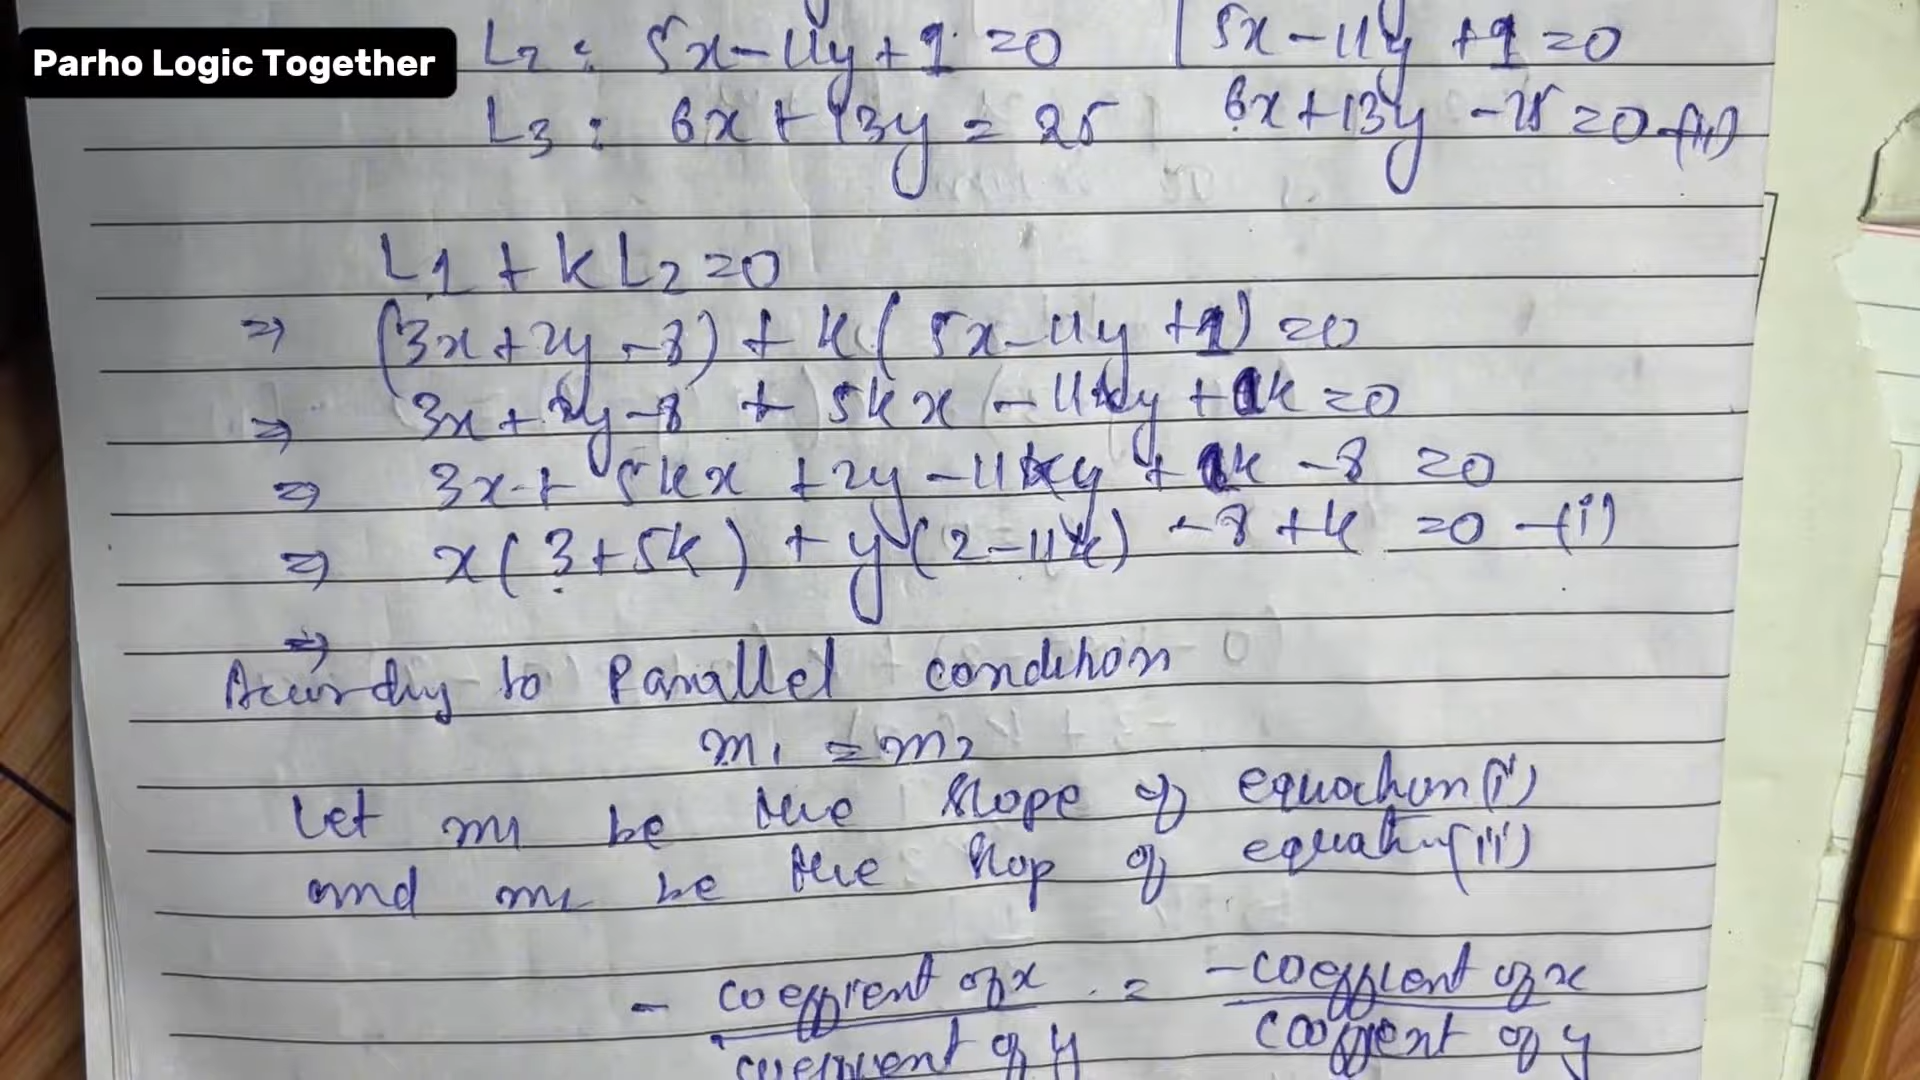 Parho Logic Together
L2 : 5x-11y+1=0 5x-11y+1=0
L3 : 6x+13y=25 6x+13y-25=0-(ii)
L1+kL2=0
⇒ (3x+2y-8)+k(5x-11y+1)=0
⇒ 3x+2y-8+5kx-11ky+1k=0
⇒ 3x+5kx+2y-11ky+1k-8=0
⇒ x(3+5k)+y(2-11k)-8+k=0-(i)
⇒
According to Parallel condition
m1=m2
Let m1 be the slope of equation(i)
and m2 be the slop of equation(ii)
- coefficient of x = -coefficient of x
coefficient of y coefficient of y